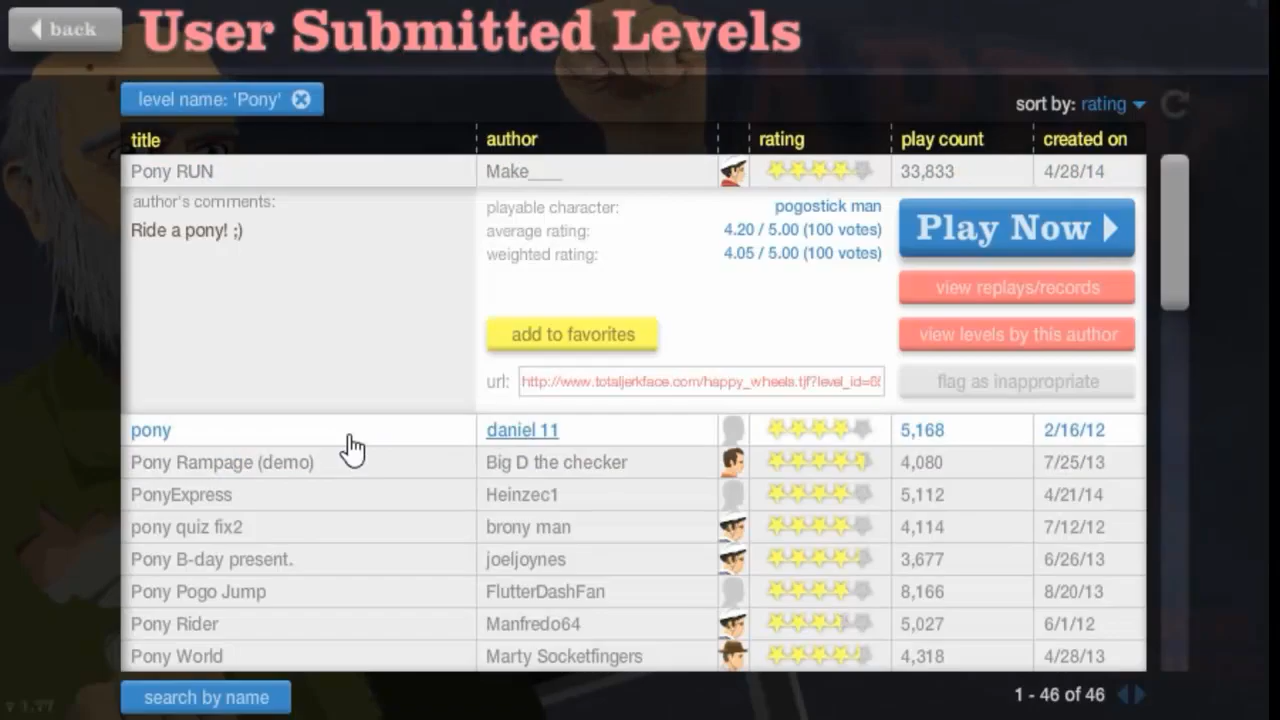 back
User Submitted Levels
level name: 'Pony'
sort by: rating
title author rating play count created on
Pony RUN Make____ 33,833 4/28/14
author's comments:
Ride a pony! ;)
playable character: pogostick man
average rating: 4.20 / 5.00 (100 votes)
weighted rating: 4.05 / 5.00 (100 votes)
Play Now
view replays/records
add to favorites
view levels by this author
url: http://www.totaljerkface.com/happy_wheels.tjf?level_id=
flag as inappropriate
pony daniel 11 5,168 2/16/12
Pony Rampage (demo) Big D the checker 4,080 7/25/13
PonyExpress Heinzec1 5,112 4/21/14
pony quiz fix2 brony man 4,114 7/12/12
Pony B-day present. joeljoynes 3,677 6/26/13
Pony Pogo Jump FlutterDashFan 8,166 8/20/13
Pony Rider Manfredo64 5,027 6/1/12
Pony World Marty Socketfingers 4,318 4/28/13
search by name
1 - 46 of 46
v 1.77